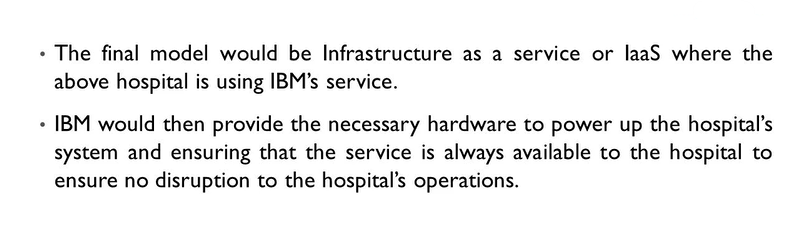 • The final model would be Infrastructure as a service or IaaS where the
above hospital is using IBM's service.
• IBM would then provide the necessary hardware to power up the hospital's
system and ensuring that the service is always available to the hospital to
ensure no disruption to the hospital's operations.